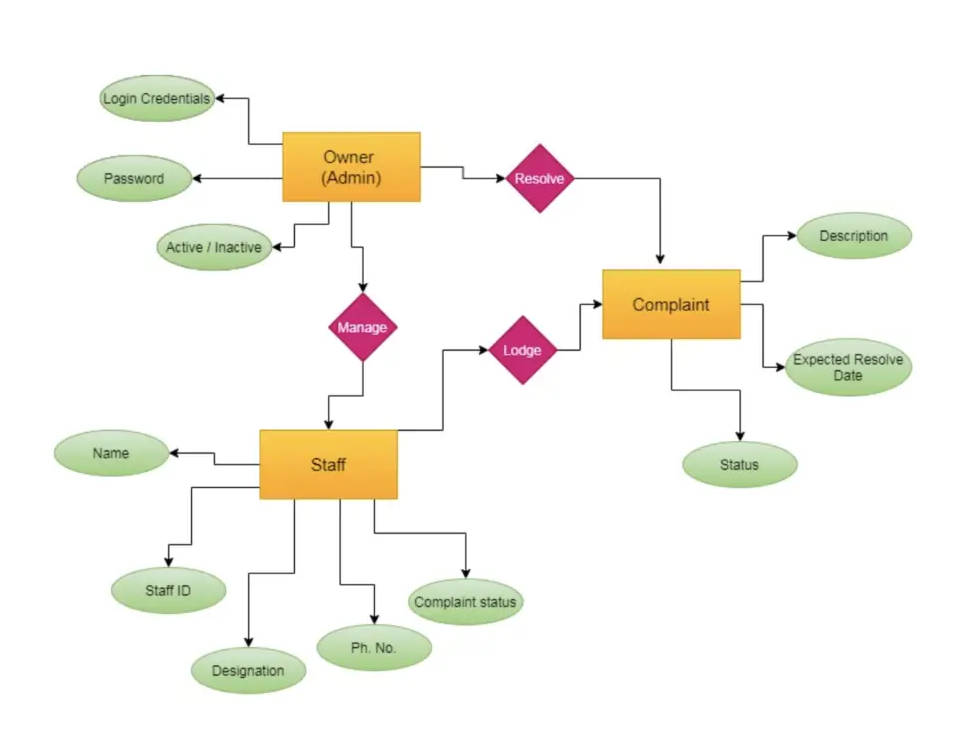 Login Credentials
Owner
(Admin)
Password
Resolve
Active / Inactive
Description
Complaint
Manage
Lodge
Expected Resolve
Date
Name
Staff
Status
Staff ID
Complaint status
Ph. No.
Designation